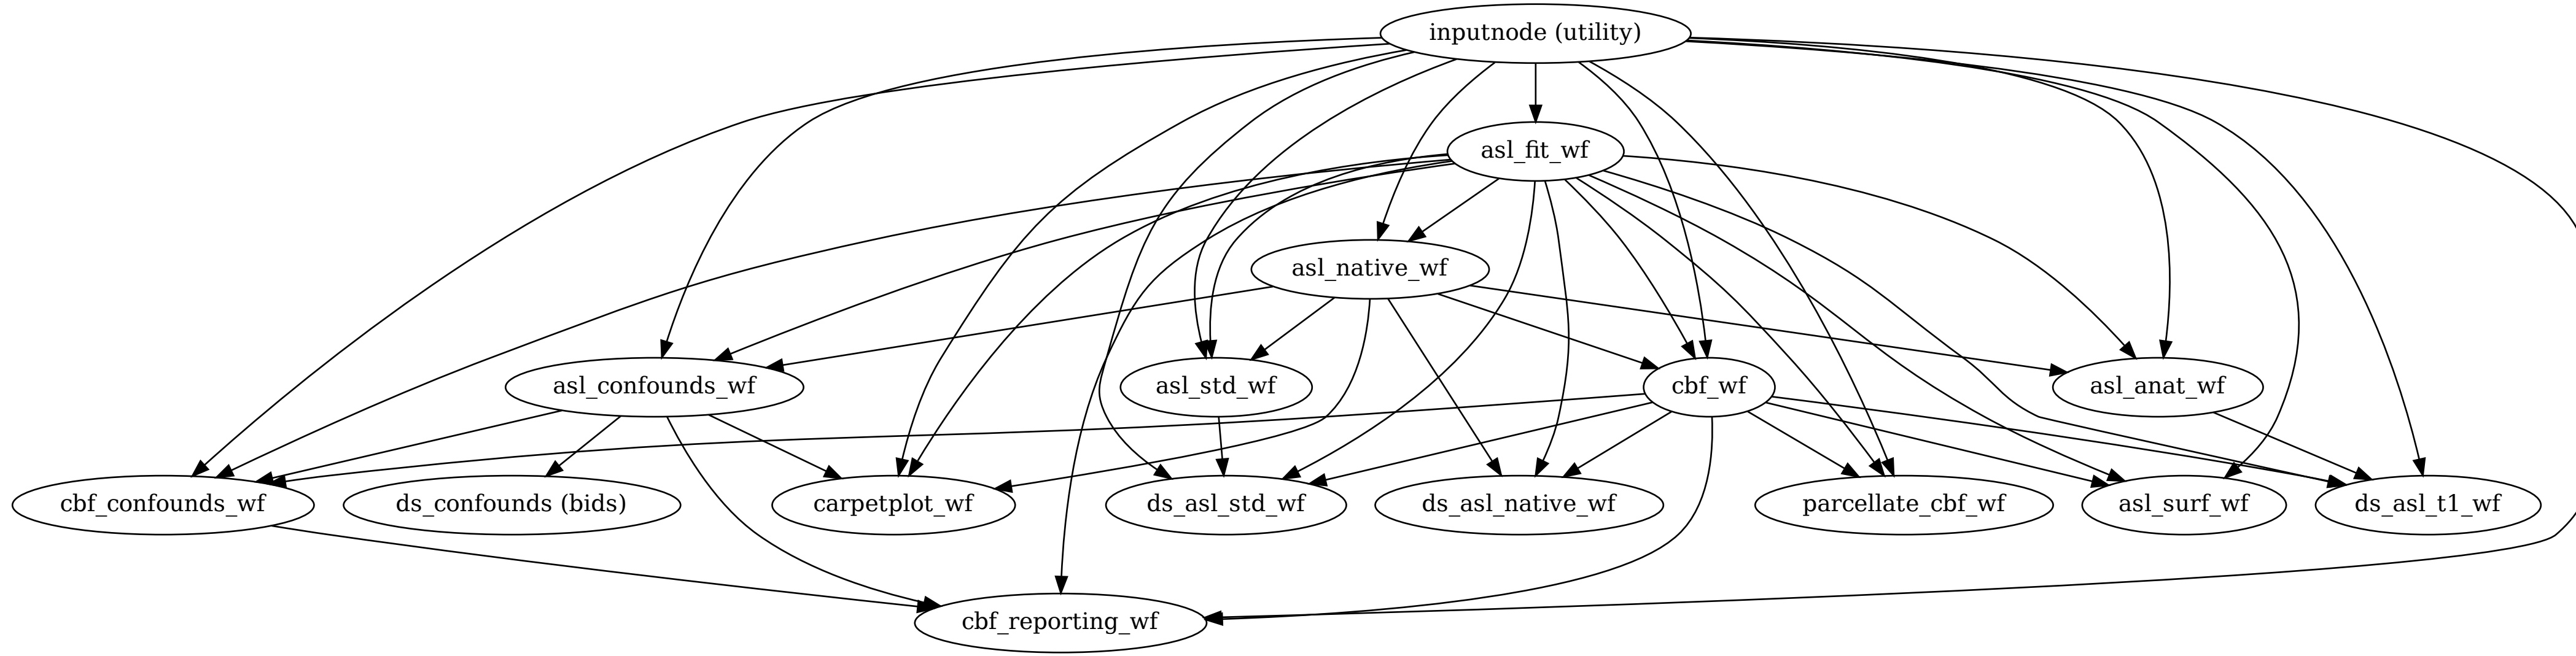 inputnode (utility)
asl_fit_wf
asl_native_wf
asl_confounds_wf
asl_std_wf
cbf_wf
asl_anat_wf
cbf_confounds_wf
ds_confounds (bids)
carpetplot_wf
ds_asl_std_wf
ds_asl_native_wf
parcellate_cbf_wf
asl_surf_wf
ds_asl_t1_wf
cbf_reporting_wf